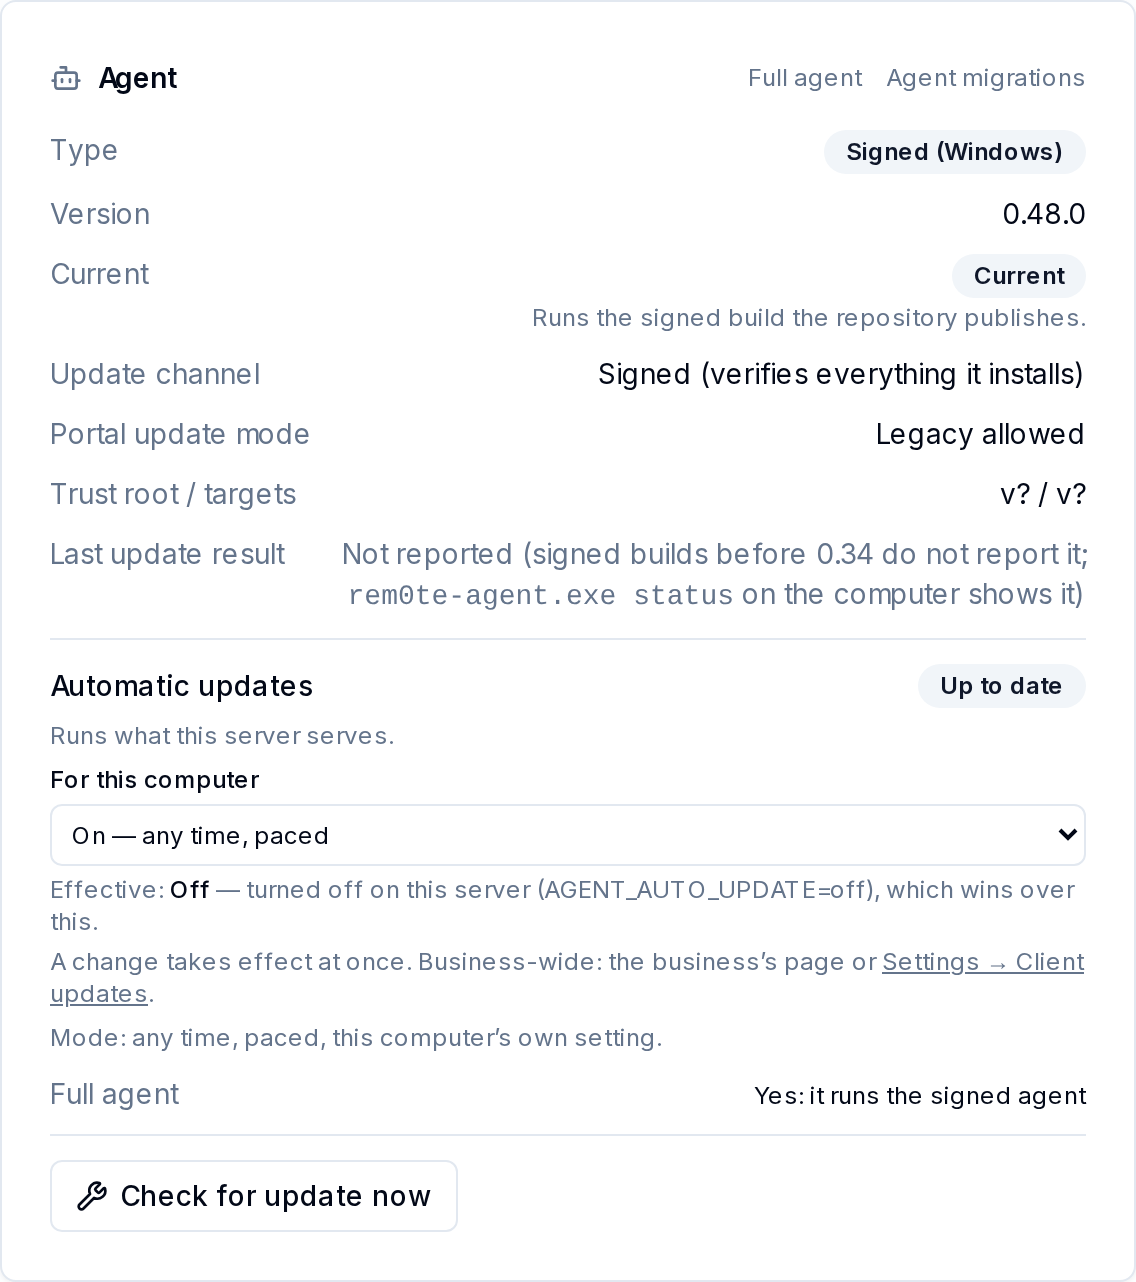 Agent
Full agent Agent migrations
Type
Signed (Windows)
Version
0.48.0
Current
Current
Runs the signed build the repository publishes.
Update channel
Signed (verifies everything it installs)
Portal update mode
Legacy allowed
Trust root / targets
v? / v?
Last update result
Not reported (signed builds before 0.34 do not report it;
rem0te-agent.exe status on the computer shows it)
Automatic updates
Up to date
Runs what this server serves.
For this computer
On — any time, paced
Effective: Off — turned off on this server (AGENT_AUTO_UPDATE=off), which wins over
this.
A change takes effect at once. Business-wide: the business’s page or Settings → Client
updates.
Mode: any time, paced, this computer’s own setting.
Full agent
Yes: it runs the signed agent
Check for update now